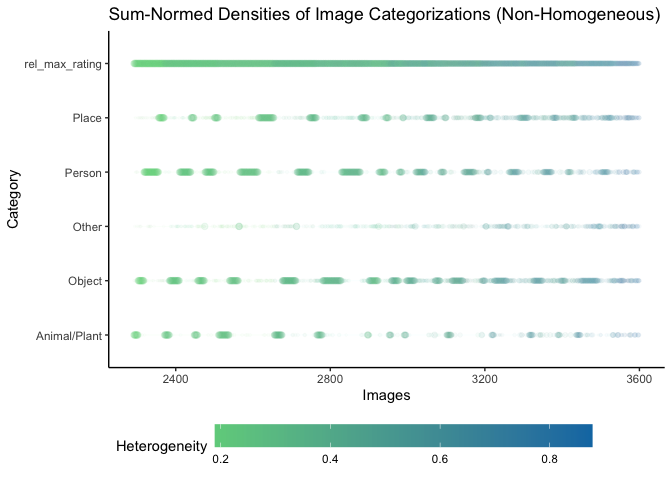 Sum-Normed Densities of Image Categorizations (Non-Homogeneous)
Category
rel_max_rating
Place
Person
Other
Object
Animal/Plant
2400 2800 3200 3600
Images
Heterogeneity
0.2 0.4 0.6 0.8